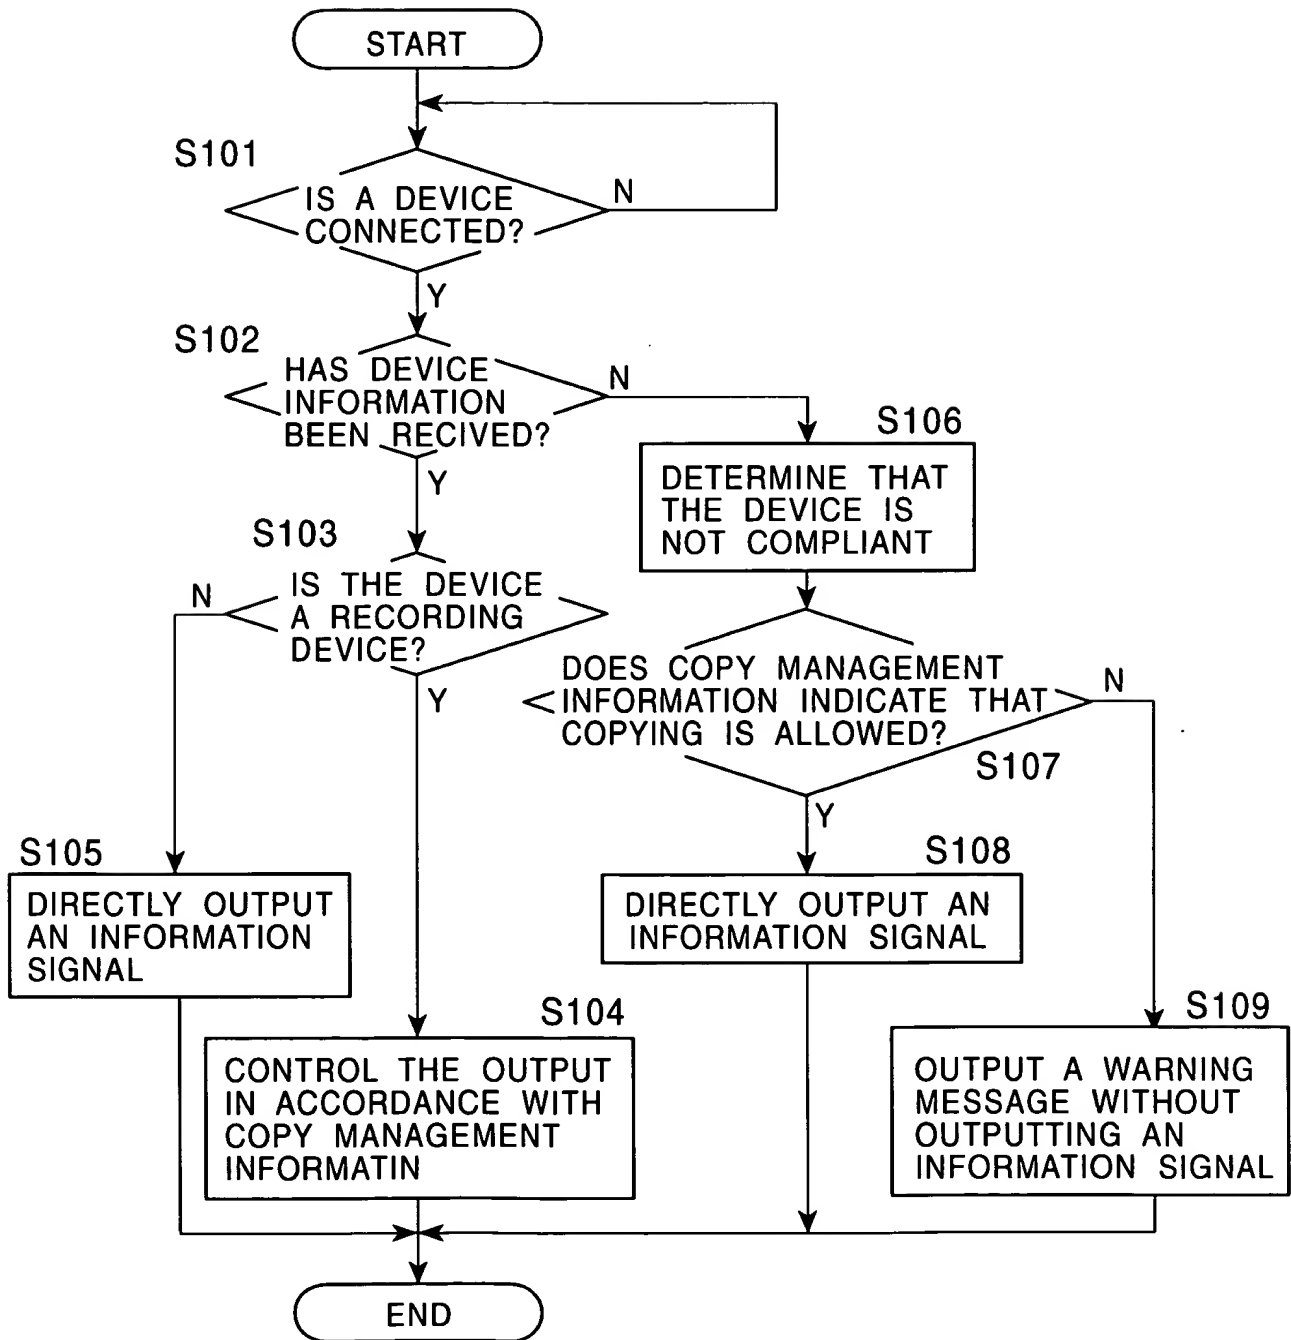 START
S101
IS A DEVICE
CONNECTED?
N
Y
S102
HAS DEVICE
INFORMATION
BEEN RECIVED?
N
Y
S106
DETERMINE THAT
THE DEVICE IS
NOT COMPLIANT
S103
IS THE DEVICE
A RECORDING
DEVICE?
N
Y
DOES COPY MANAGEMENT
INFORMATION INDICATE THAT
COPYING IS ALLOWED?
N
S107
Y
S105
DIRECTLY OUTPUT
AN INFORMATION
SIGNAL
S108
DIRECTLY OUTPUT AN
INFORMATION SIGNAL
S104
CONTROL THE OUTPUT
IN ACCORDANCE WITH
COPY MANAGEMENT
INFORMATIN
S109
OUTPUT A WARNING
MESSAGE WITHOUT
OUTPUTTING AN
INFORMATION SIGNAL
END